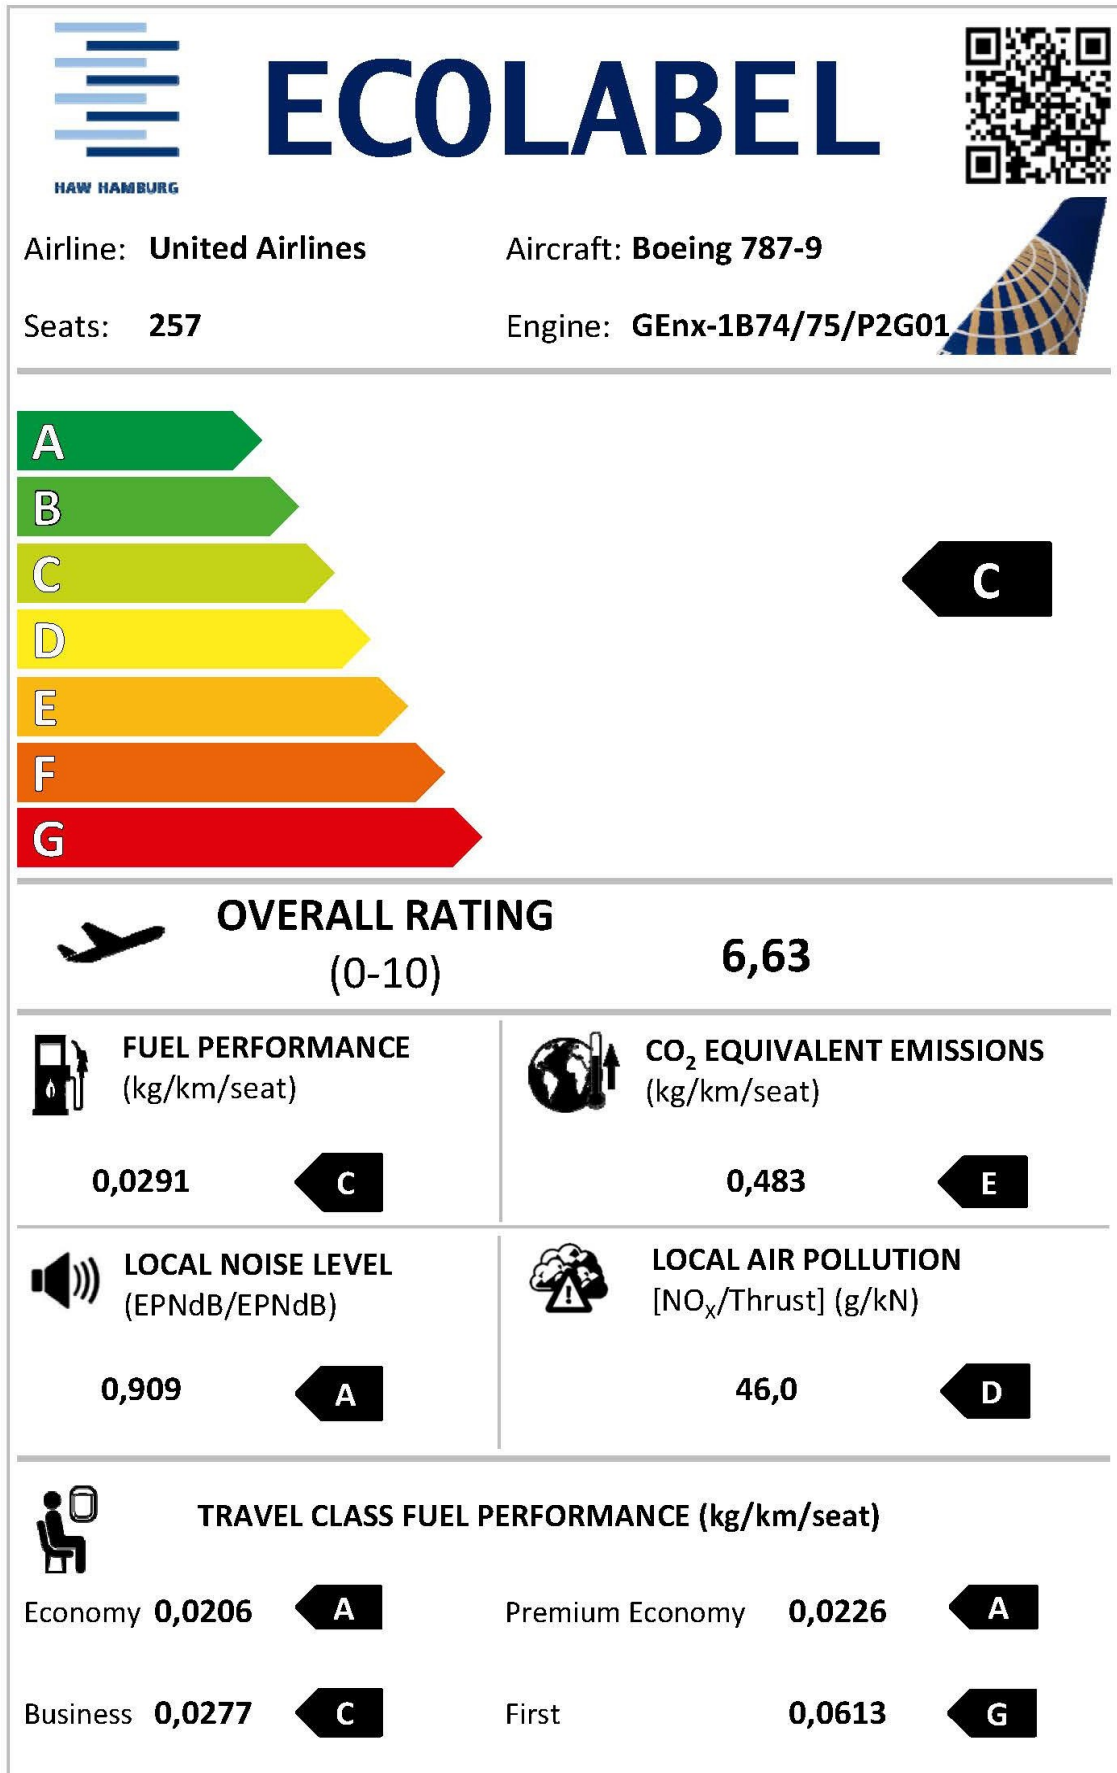 HAW HAMBURG
ECOLABEL
Airline: United Airlines
Aircraft: Boeing 787-9
Seats: 257
Engine: GEnx-1B74/75/P2G01
A
B
C
C
D
E
F
G
OVERALL RATING
(0-10)
6,63
FUEL PERFORMANCE
(kg/km/seat)
0,0291 C
CO₂ EQUIVALENT EMISSIONS
(kg/km/seat)
0,483 E
LOCAL NOISE LEVEL
(EPNdB/EPNdB)
0,909 A
LOCAL AIR POLLUTION
[NOₓ/Thrust] (g/kN)
46,0 D
TRAVEL CLASS FUEL PERFORMANCE (kg/km/seat)
Economy 0,0206 A
Premium Economy 0,0226 A
Business 0,0277 C
First 0,0613 G